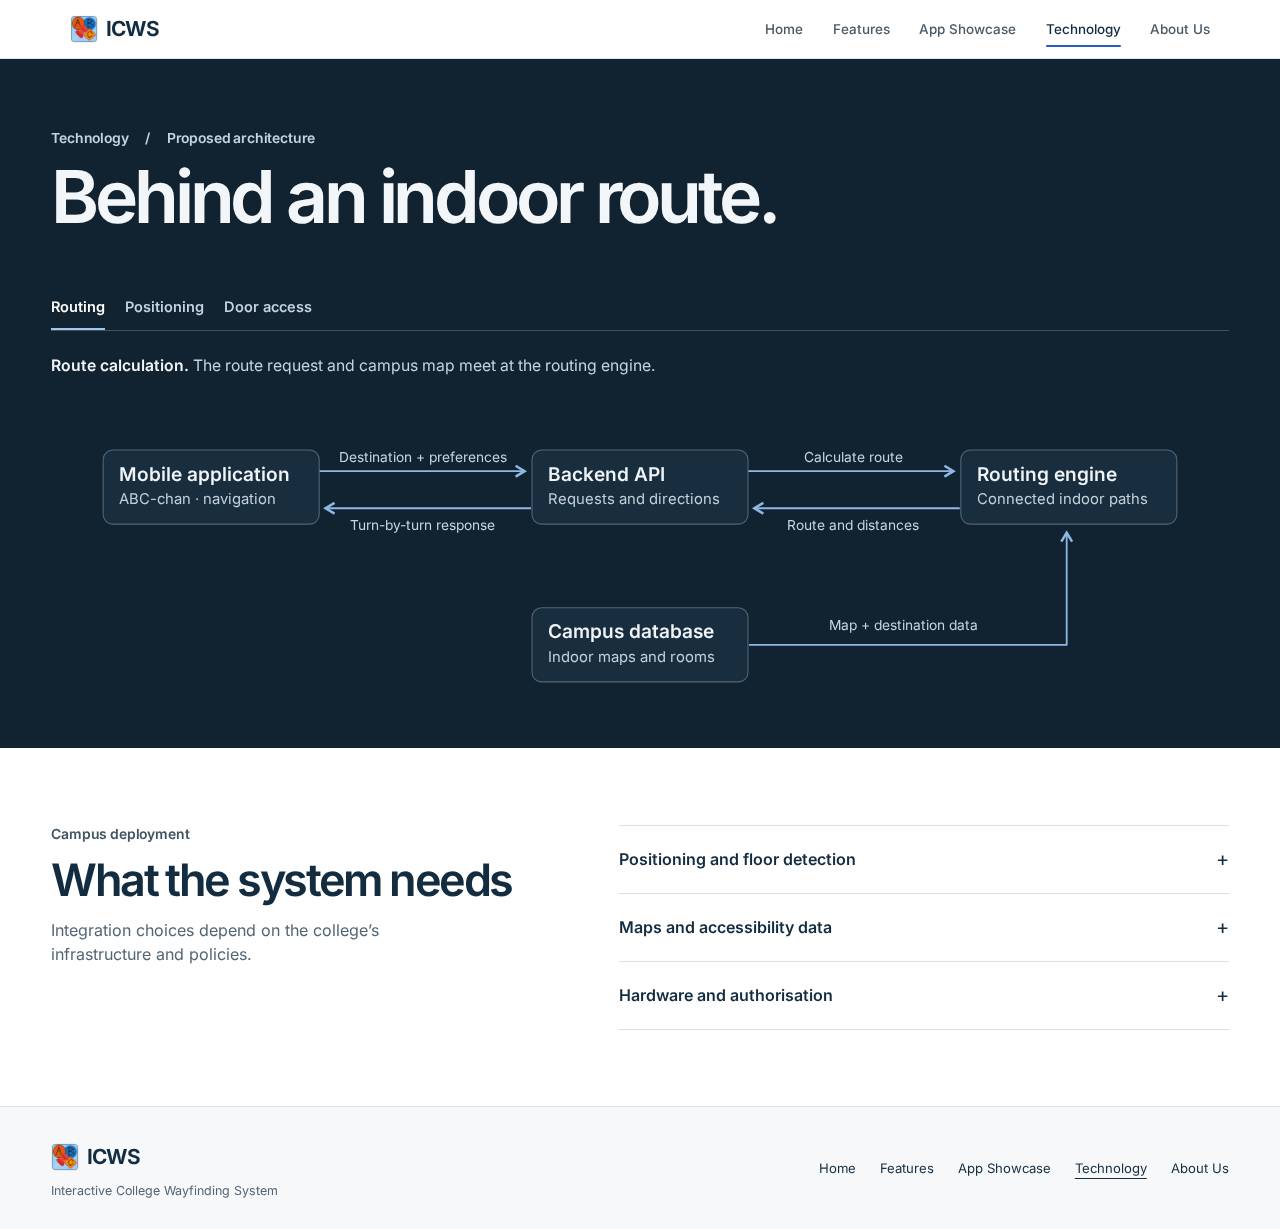 ICWS
Home Features App Showcase Technology About Us
Technology / Proposed architecture
Behind an indoor route.
Routing Positioning Door access
Route calculation. The route request and campus map meet at the routing engine.
Mobile application
ABC-chan · navigation
Destination + preferences
Turn-by-turn response
Backend API
Requests and directions
Calculate route
Route and distances
Routing engine
Connected indoor paths
Campus database
Indoor maps and rooms
Map + destination data
Campus deployment
What the system needs
Integration choices depend on the college’s
infrastructure and policies.
Positioning and floor detection +
Maps and accessibility data +
Hardware and authorisation +
ICWS
Interactive College Wayfinding System
Home Features App Showcase Technology About Us